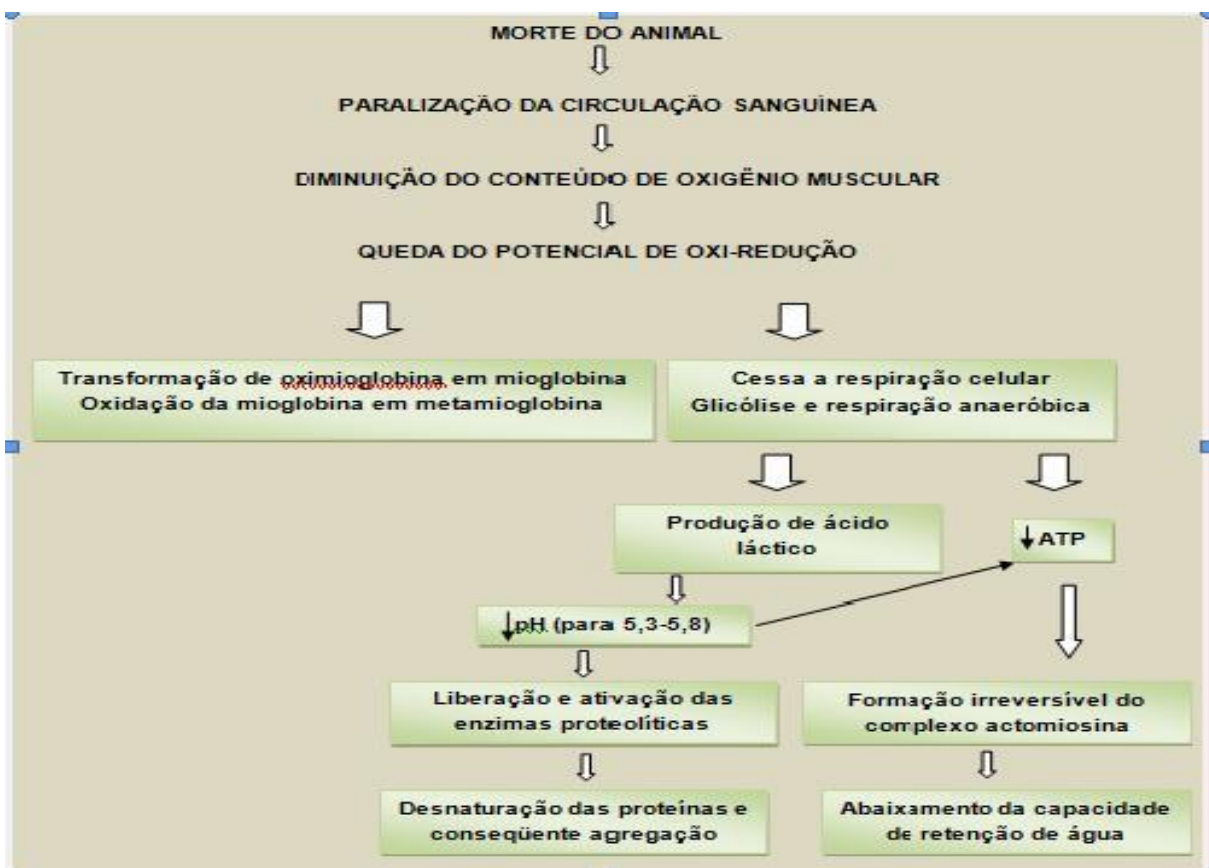 MORTE DO ANIMAL
PARALIZAÇÃO DA CIRCULAÇÃO SANGUÍNEA
DIMINUIÇÃO DO CONTEÚDO DE OXIGÊNIO MUSCULAR
QUEDA DO POTENCIAL DE OXI-REDUÇÃO
Transformação de oximioglobina em mioglobina
Oxidação da mioglobina em metamioglobina
Cessa a respiração celular
Glicólise e respiração anaeróbica
Produção de ácido
láctico
↓ATP
↓pH (para 5,3-5,8)
Liberação e ativação das
enzimas proteolíticas
Formação irreversível do
complexo actomiosina
Desnaturação das proteínas e
conseqüente agregação
Abaixamento da capacidade
de retenção de água